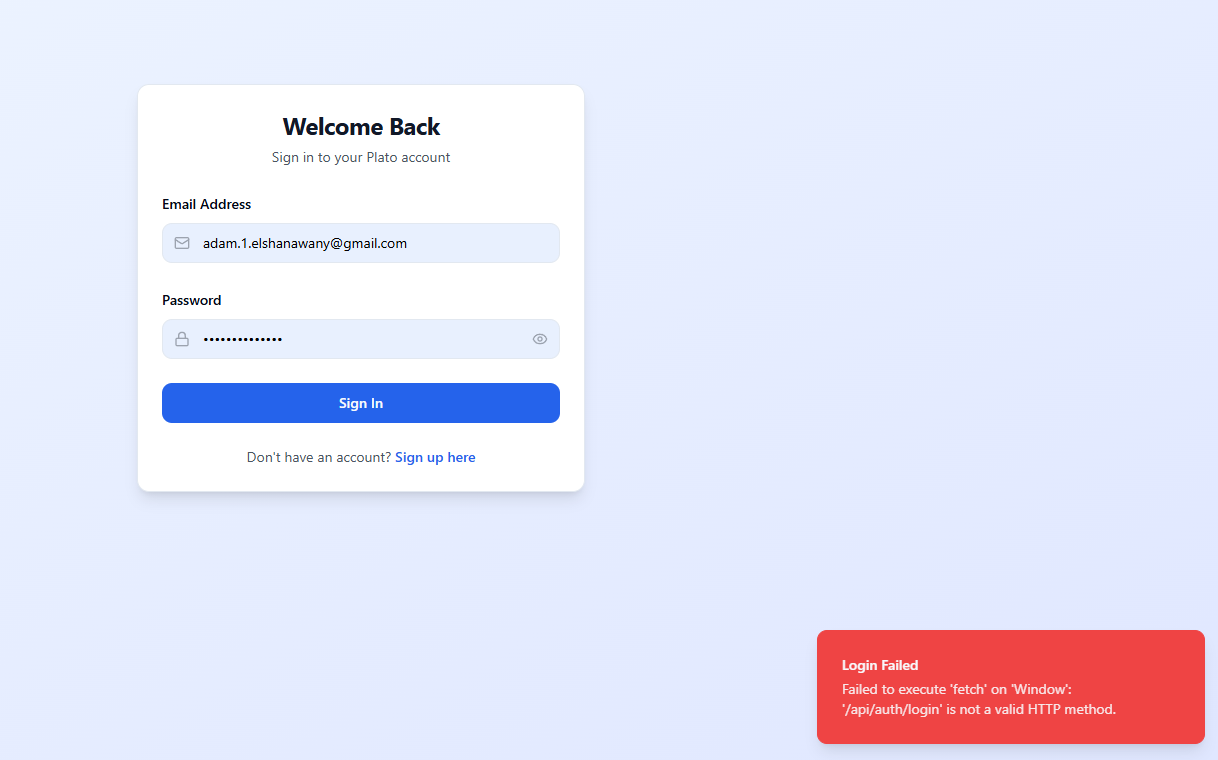 Welcome Back
Sign in to your Plato account
Email Address
adam.1.elshanawany@gmail.com
Password
••••••••••••••
Sign In
Don't have an account? Sign up here
Login Failed
Failed to execute 'fetch' on 'Window':
'/api/auth/login' is not a valid HTTP method.